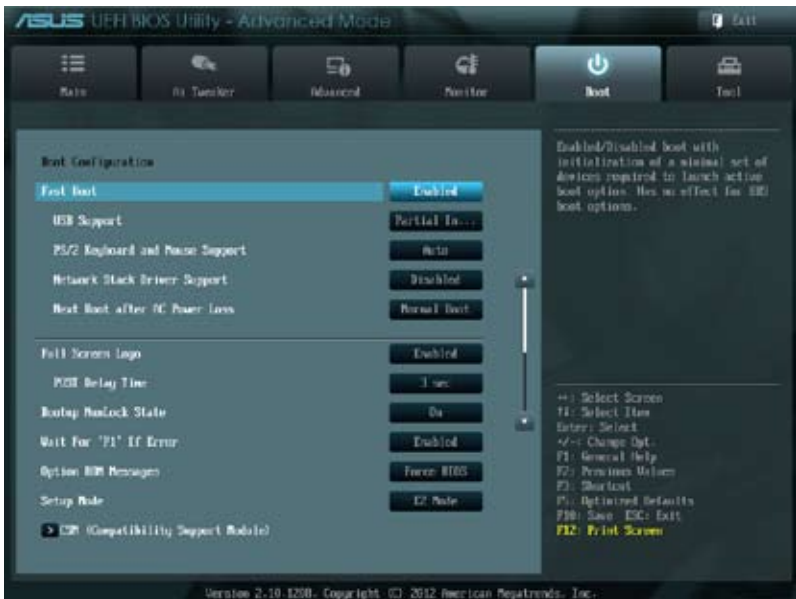 ASUS UEFI BIOS Utility - Advanced Mode
Exit
Main
Ai Tweaker
Advanced
Monitor
Boot
Tool
Boot Configuration
Fast Boot Enabled
USB Support Partial In...
PS/2 Keyboard and Mouse Support Auto
Network Stack Driver Support Disabled
Next Boot after AC Power Loss Normal Boot
Full Screen Logo Enabled
POST Delay Time 3 sec
Bootup NumLock State On
Wait For 'F1' If Error Enabled
Option ROM Messages Force BIOS
Setup Mode EZ Mode
> CSM (Compatibility Support Module)
Enabled/Disabled boot with
initialization of a minimal set of
devices required to launch active
boot option. Has no effect for BBS
boot options.
→←: Select Screen
↑↓: Select Item
Enter: Select
+/-: Change Opt.
F1: General Help
F2: Previous Values
F3: Shortcut
F5: Optimized Defaults
F10: Save ESC: Exit
F12: Print Screen
Version 2.10.1208. Copyright (C) 2012 American Megatrends, Inc.